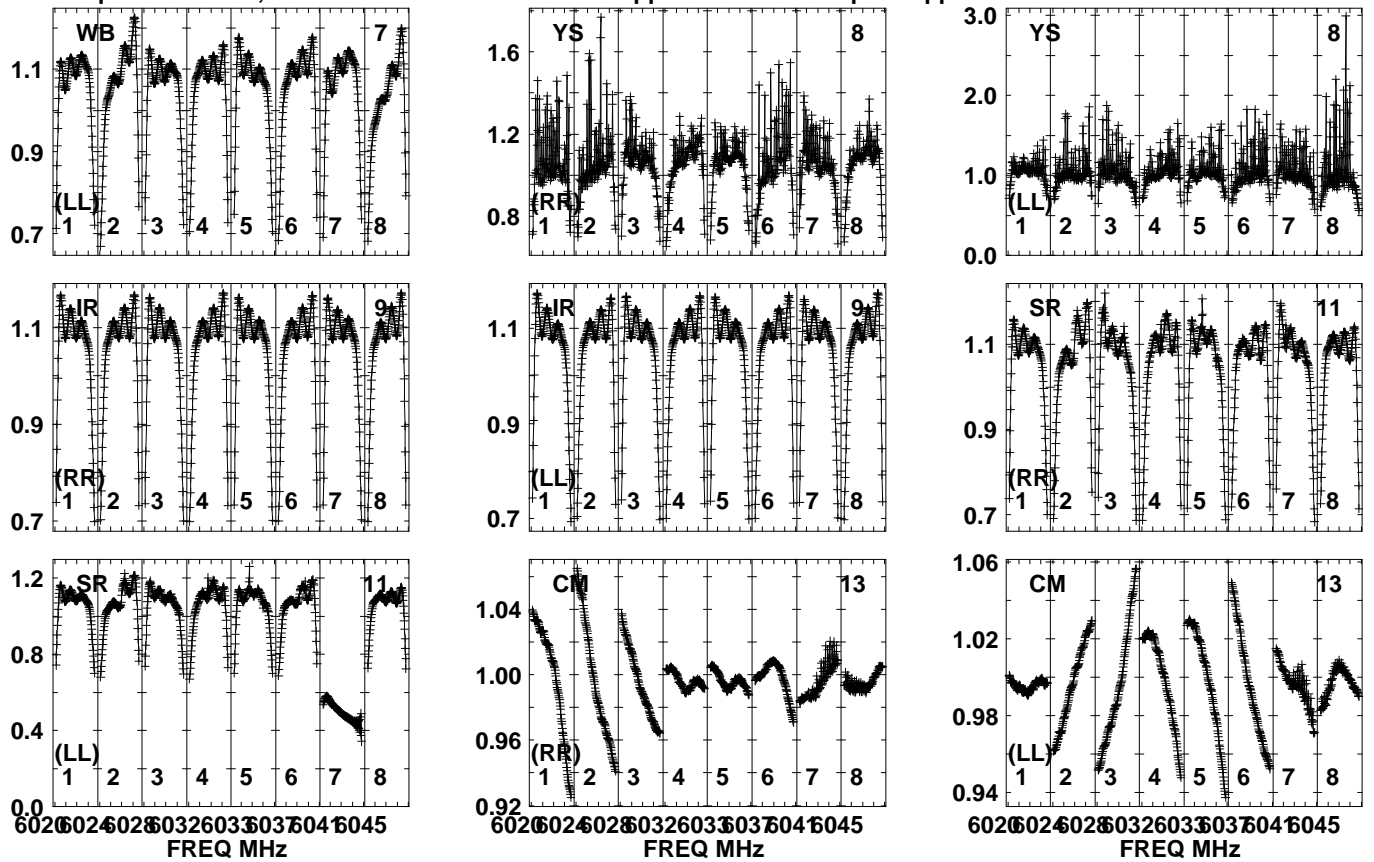 WB 7
1.1
0.9
0.7
(LL)
1 2 3 4 5 6 7 8
YS 8
1.6
1.2
0.8
(RR)
1 2 3 4 5 6 7 8
YS 8
3.0
2.0
1.0
0.0
(LL)
1 2 3 4 5 6 7 8
IR 9
1.1
0.9
0.7
(RR)
1 2 3 4 5 6 7 8
IR 9
1.1
0.9
0.7
(LL)
1 2 3 4 5 6 7 8
SR 11
1.1
0.9
0.7
(RR)
1 2 3 4 5 6 7 8
SR 11
1.2
0.8
0.4
0.0
(LL)
1 2 3 4 5 6 7 8
6020 6024 6028 6032 6033 6037 6041 6045
FREQ MHz
CM 13
1.04
1.00
0.96
0.92
(RR)
1 2 3 4 5 6 7 8
6020 6024 6028 6032 6033 6037 6041 6045
FREQ MHz
CM 13
1.06
1.02
0.98
0.94
(LL)
1 2 3 4 5 6 7 8
6020 6024 6028 6032 6033 6037 6041 6045
FREQ MHz